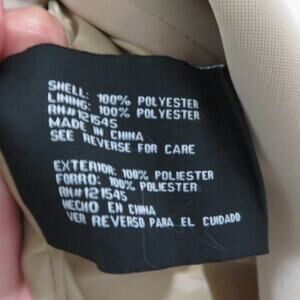 SHELL: 100% POLYESTER
LINING: 100% POLYESTER
RN#121545
MADE IN CHINA
SEE REVERSE FOR CARE
EXTERIOR: 100% POLIESTER
FORRO: 100% POLIESTER
RN#121545
HECHO EN CHINA
VER REVERSO PARA EL CUIDADO